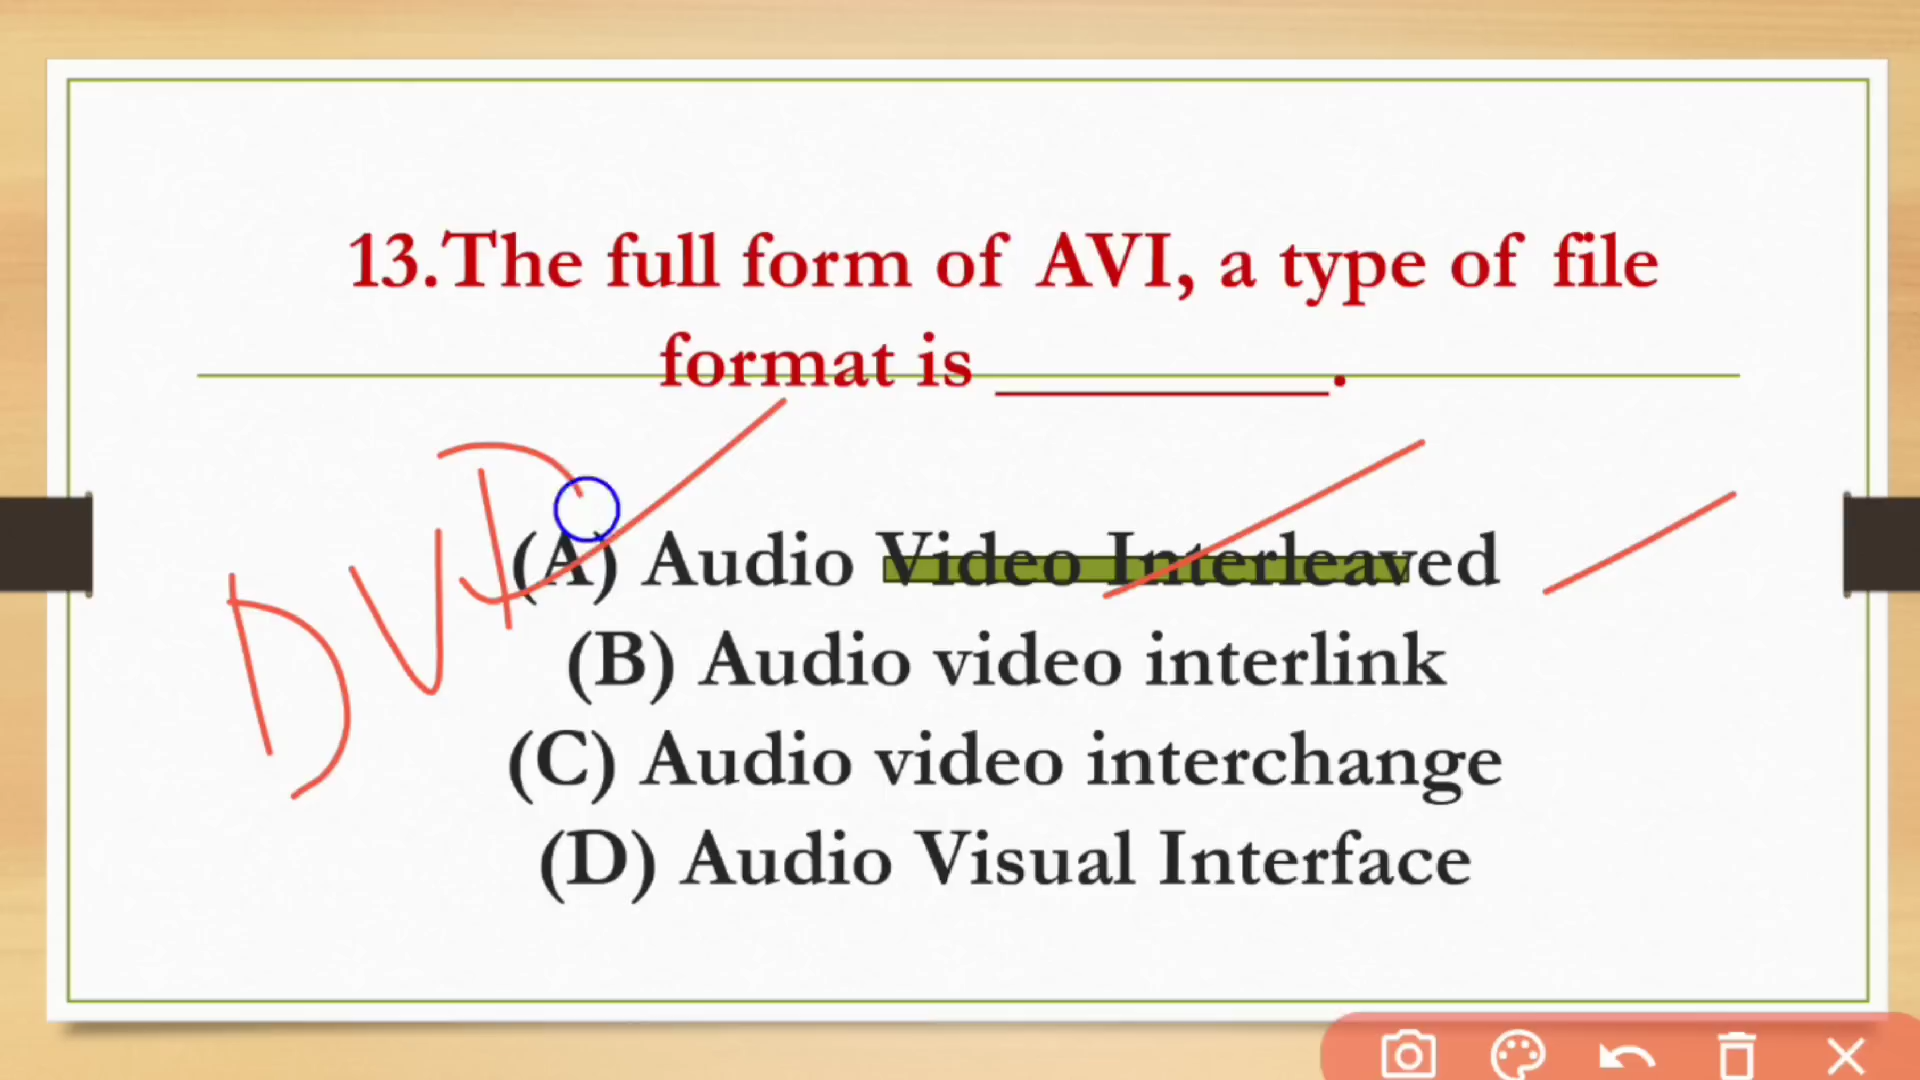 13.The full form of AVI, a type of file
format is __________.
DVD
(A) Audio Video Interleaved
(B) Audio video interlink
(C) Audio video interchange
(D) Audio Visual Interface